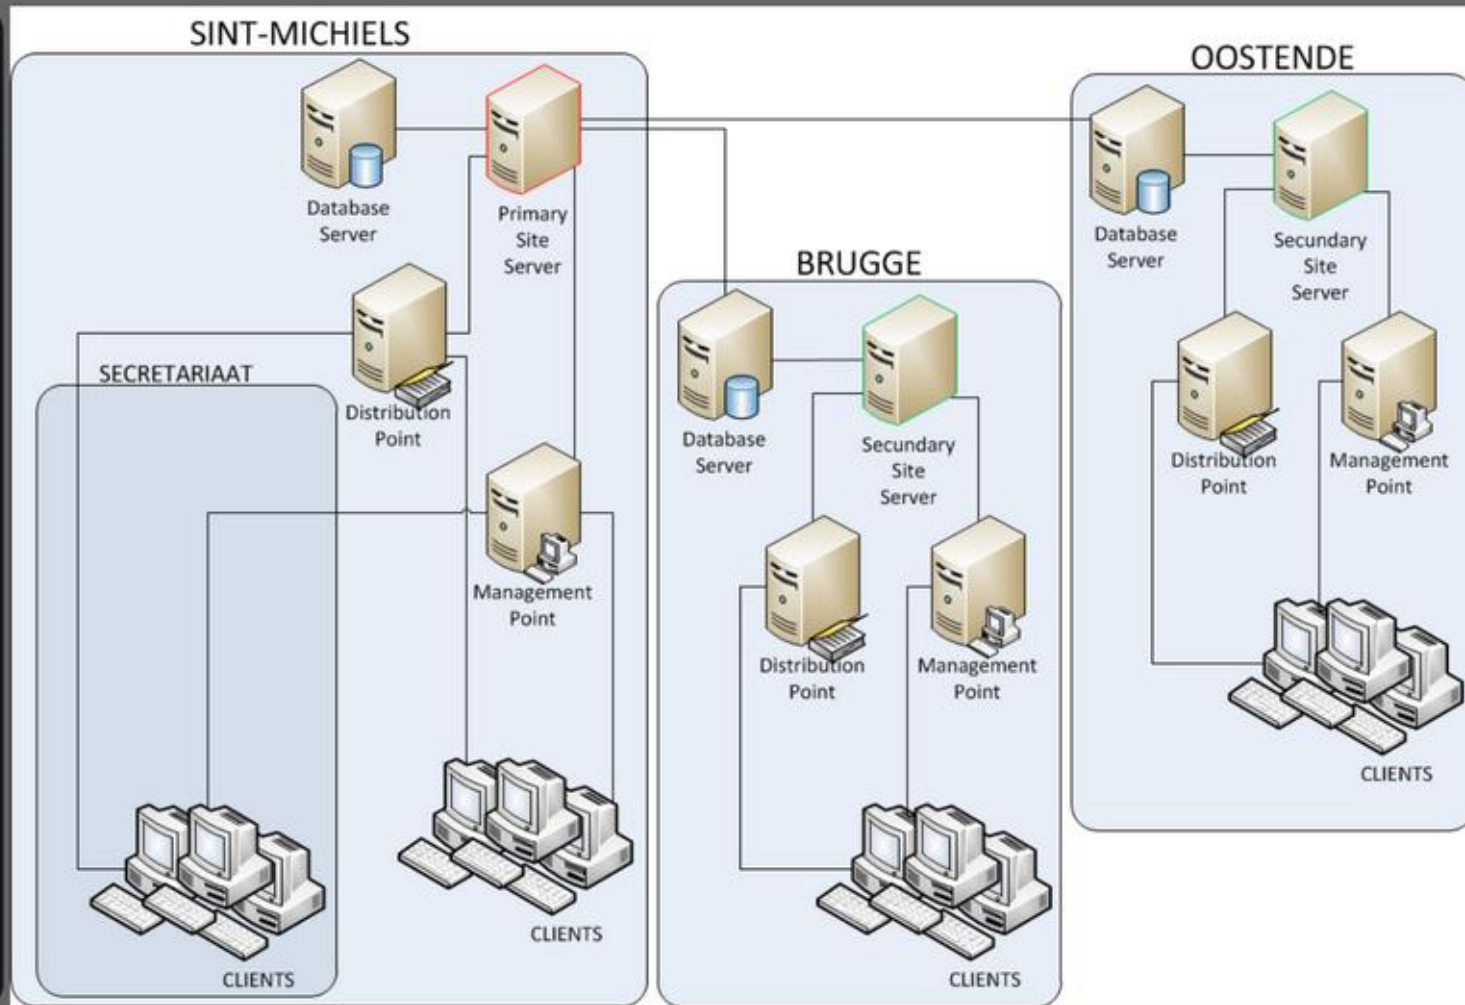 SINT-MICHIELS
Database
Server
Primary
Site
Server
Distribution
Point
SECRETARIAAT
Management
Point
CLIENTS
CLIENTS
BRUGGE
Database
Server
Secundary
Site
Server
Distribution
Point
Management
Point
CLIENTS
OOSTENDE
Database
Server
Secundary
Site
Server
Distribution
Point
Management
Point
CLIENTS